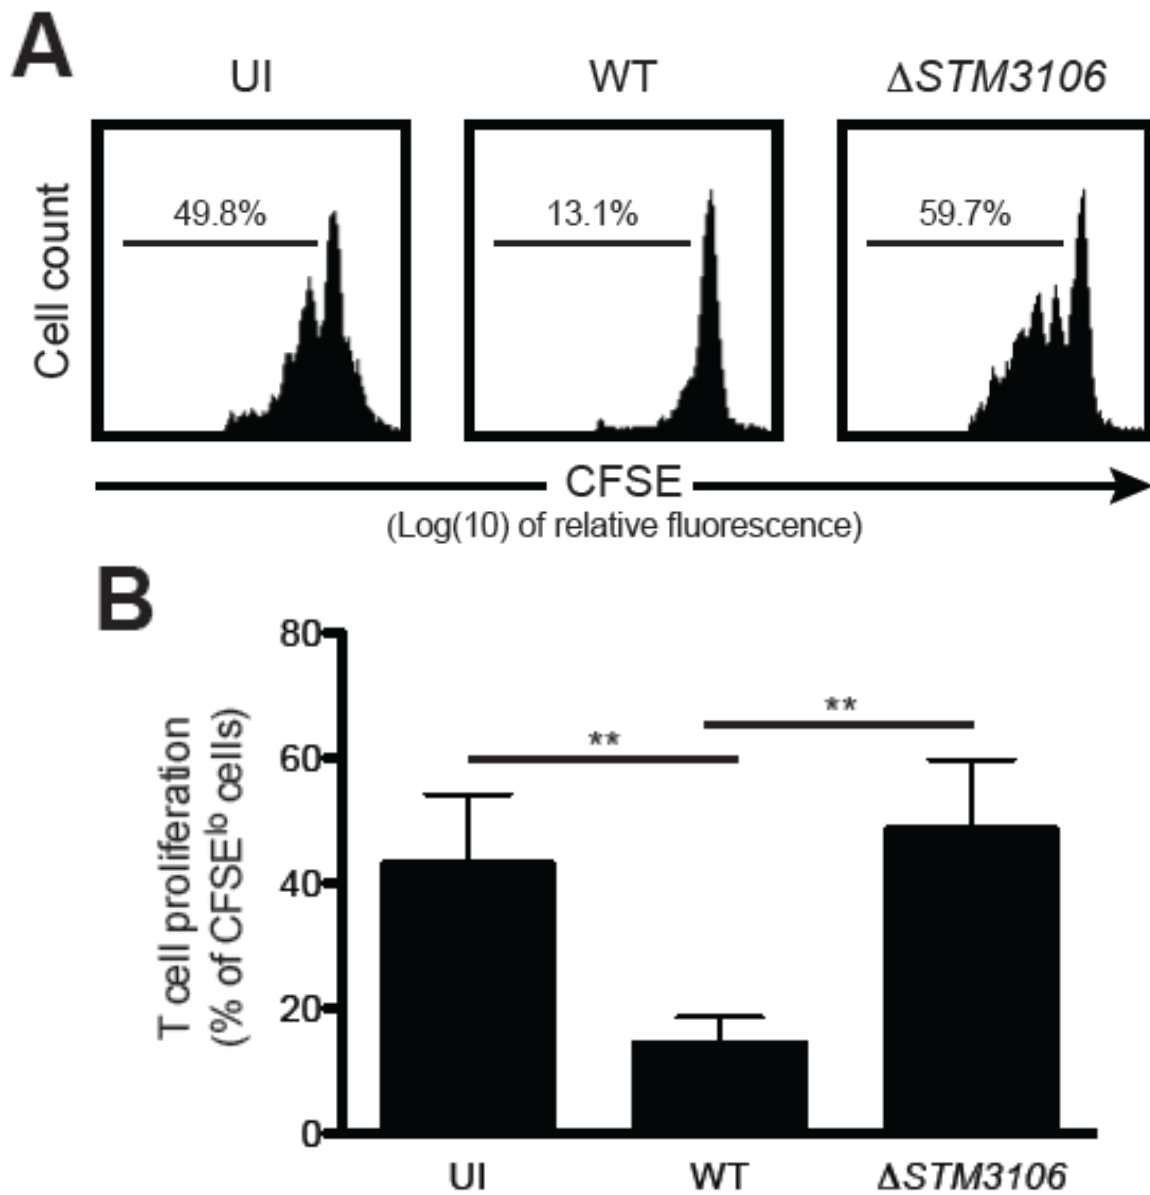 A
UI WT ΔSTM3106
Cell count
49.8% 13.1% 59.7%
CFSE
(Log(10) of relative fluorescence)
B
T cell proliferation
(% of CFSElo cells)
80
60
40
20
0
**
**
UI WT ΔSTM3106